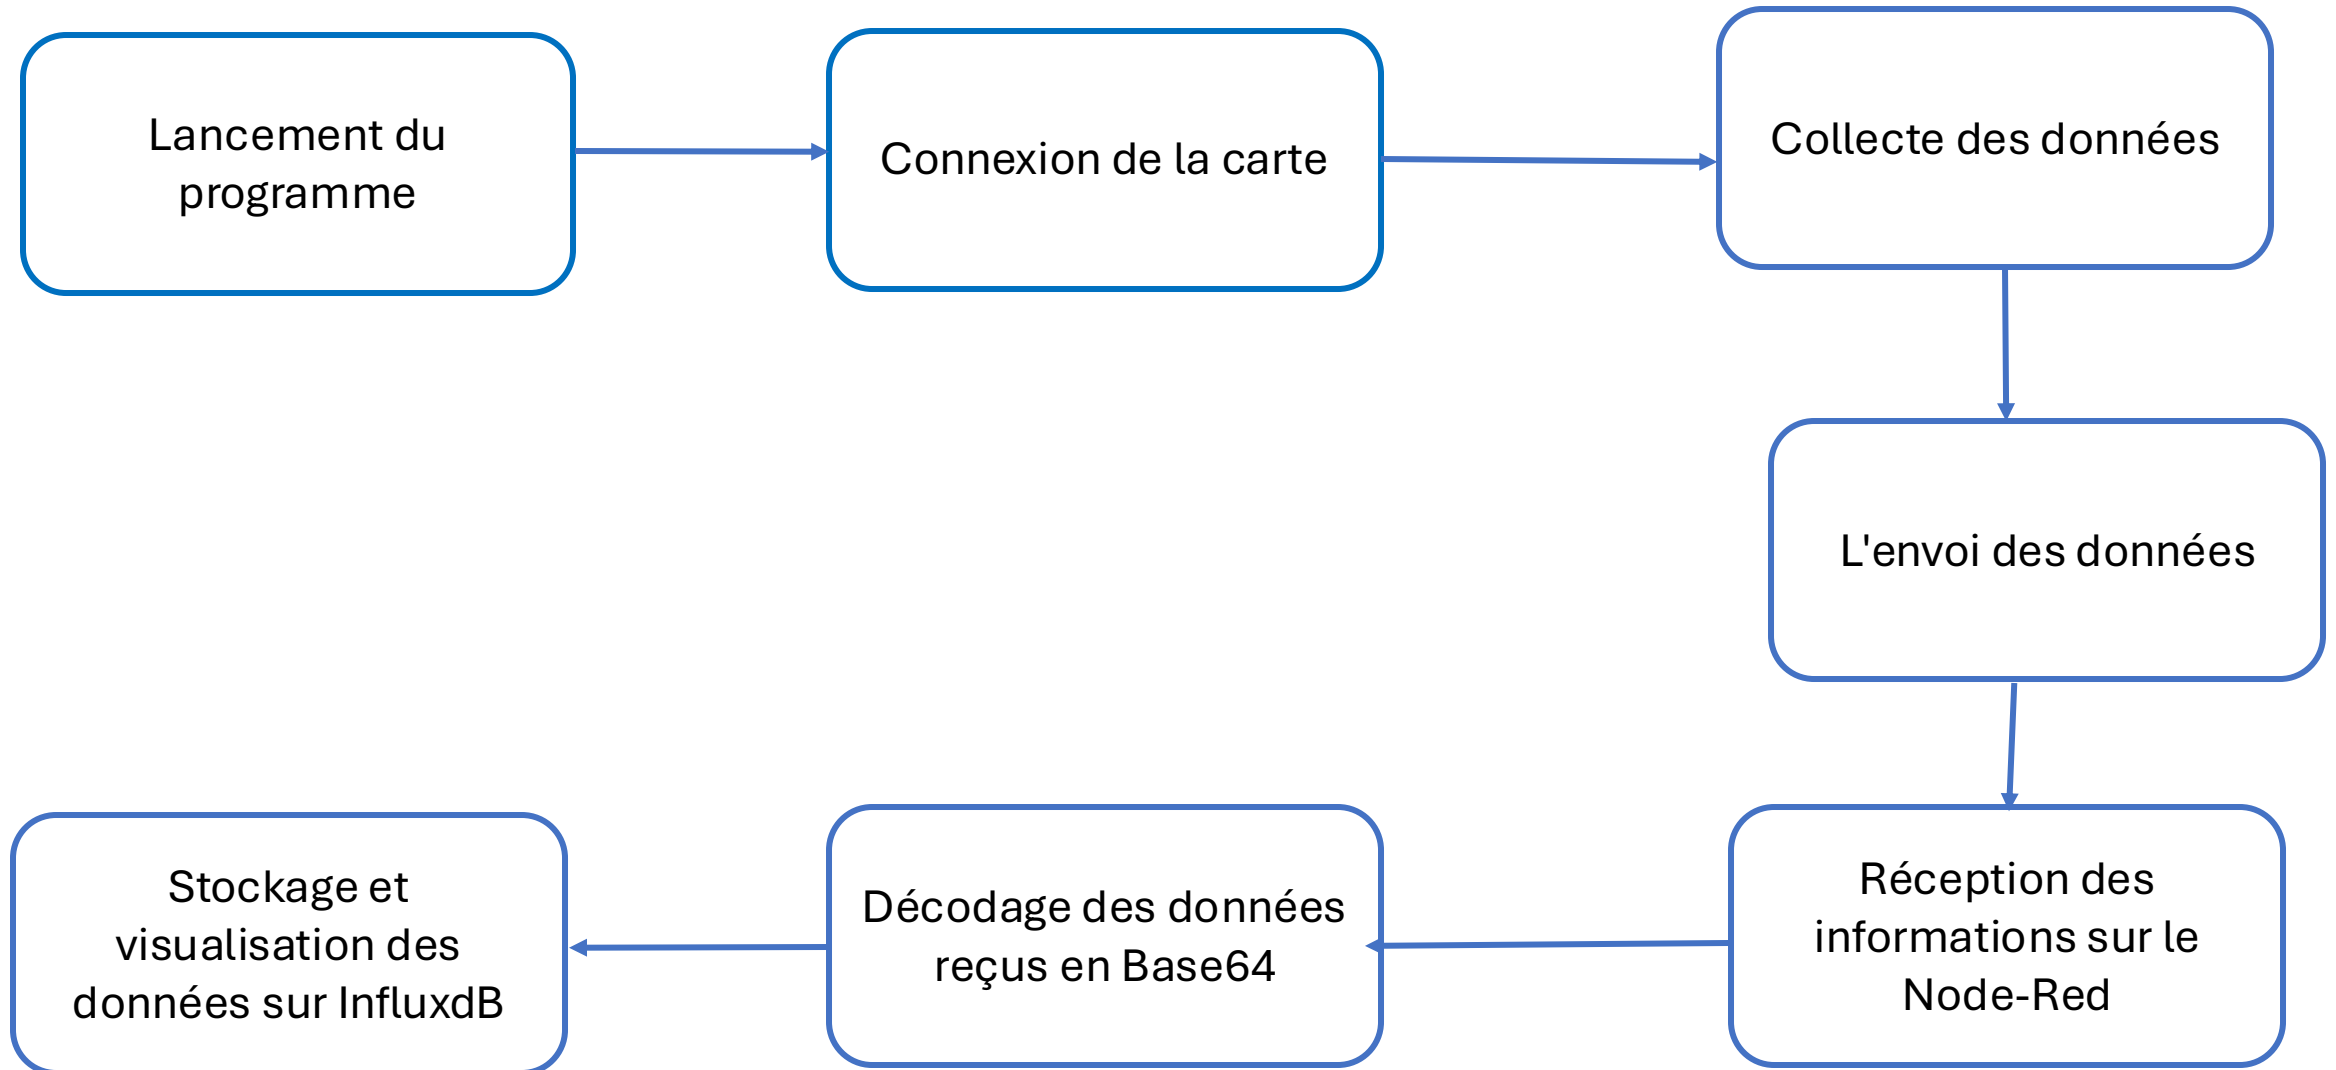 Lancement du
programme
Connexion de la carte
Collecte des données
L'envoi des données
Réception des
informations sur le
Node-Red
Décodage des données
reçus en Base64
Stockage et
visualisation des
données sur InfluxdB